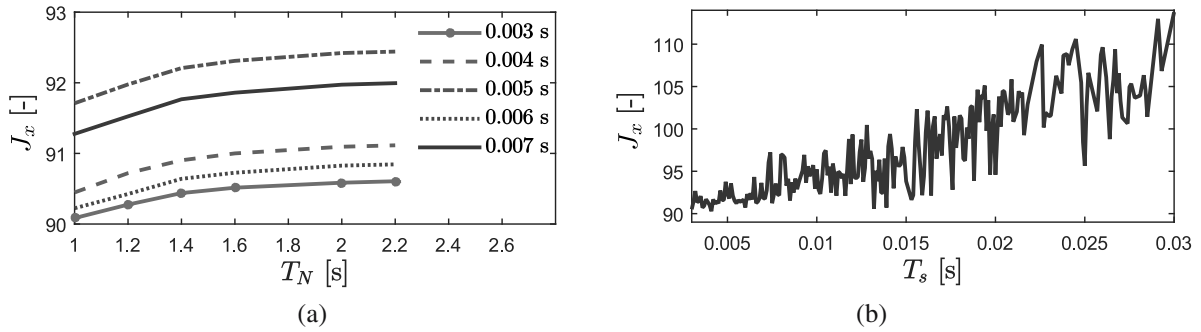 93
92
91
90
J_x [-]
1 1.2 1.4 1.6 1.8 2 2.2 2.4 2.6
T_N [s]
0.003 s
0.004 s
0.005 s
0.006 s
0.007 s
(a)
110
105
100
95
90
J_x [-]
0.005 0.01 0.015 0.02 0.025 0.03
T_s [s]
(b)